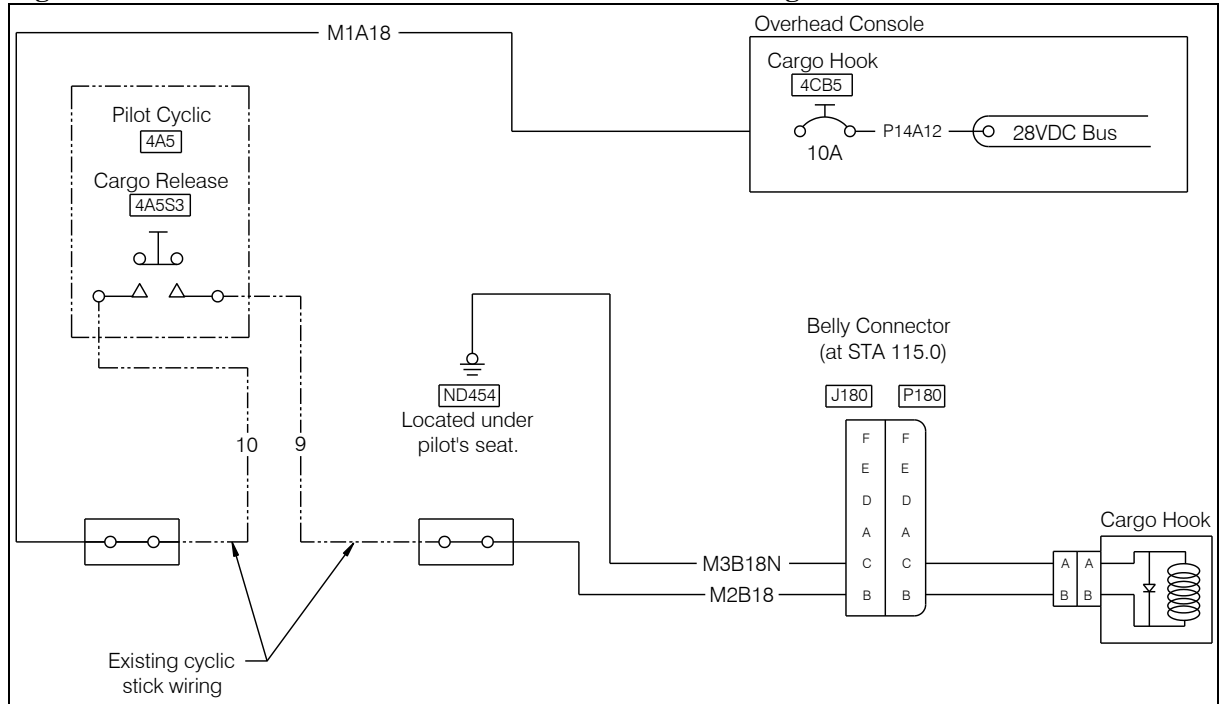 M1A18
Overhead Console
Cargo Hook
4CB5
10A
P14A12
28VDC Bus
Pilot Cyclic
4A5
Cargo Release
4A5S3
ND454
Located under
pilot's seat.
Belly Connector
(at STA 115.0)
J180 P180
F F
E E
D D
A A
C C
B B
10 9
M3B18N
M2B18
Cargo Hook
A A
B B
Existing cyclic
stick wiring